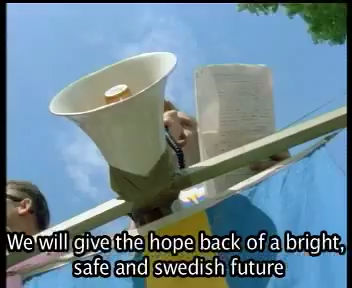 We will give the hope back of a bright,
safe and swedish future